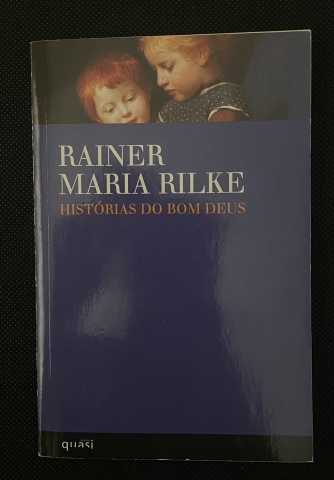 RAINER
MARIA RILKE
HISTÓRIAS DO BOM DEUS
quasi